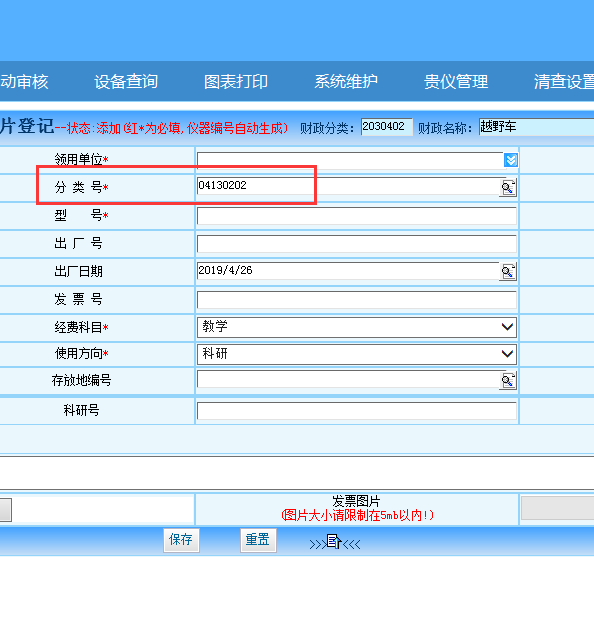 动审核 设备查询 图表打印 系统维护 贵仪管理 清查设置
片登记--状态:添加(红*为必填,仪器编号自动生成) 财政分类: 2030402 财政名称: 越野车
领用单位*
分 类 号* 04130202
型 号*
出 厂 号
出厂日期 2019/4/26
发 票 号
经费科目* 教学
使用方向* 科研
存放地编号
科研号
发票图片
(图片大小请限制在5mb以内!)
保存 重置 >>> <<<